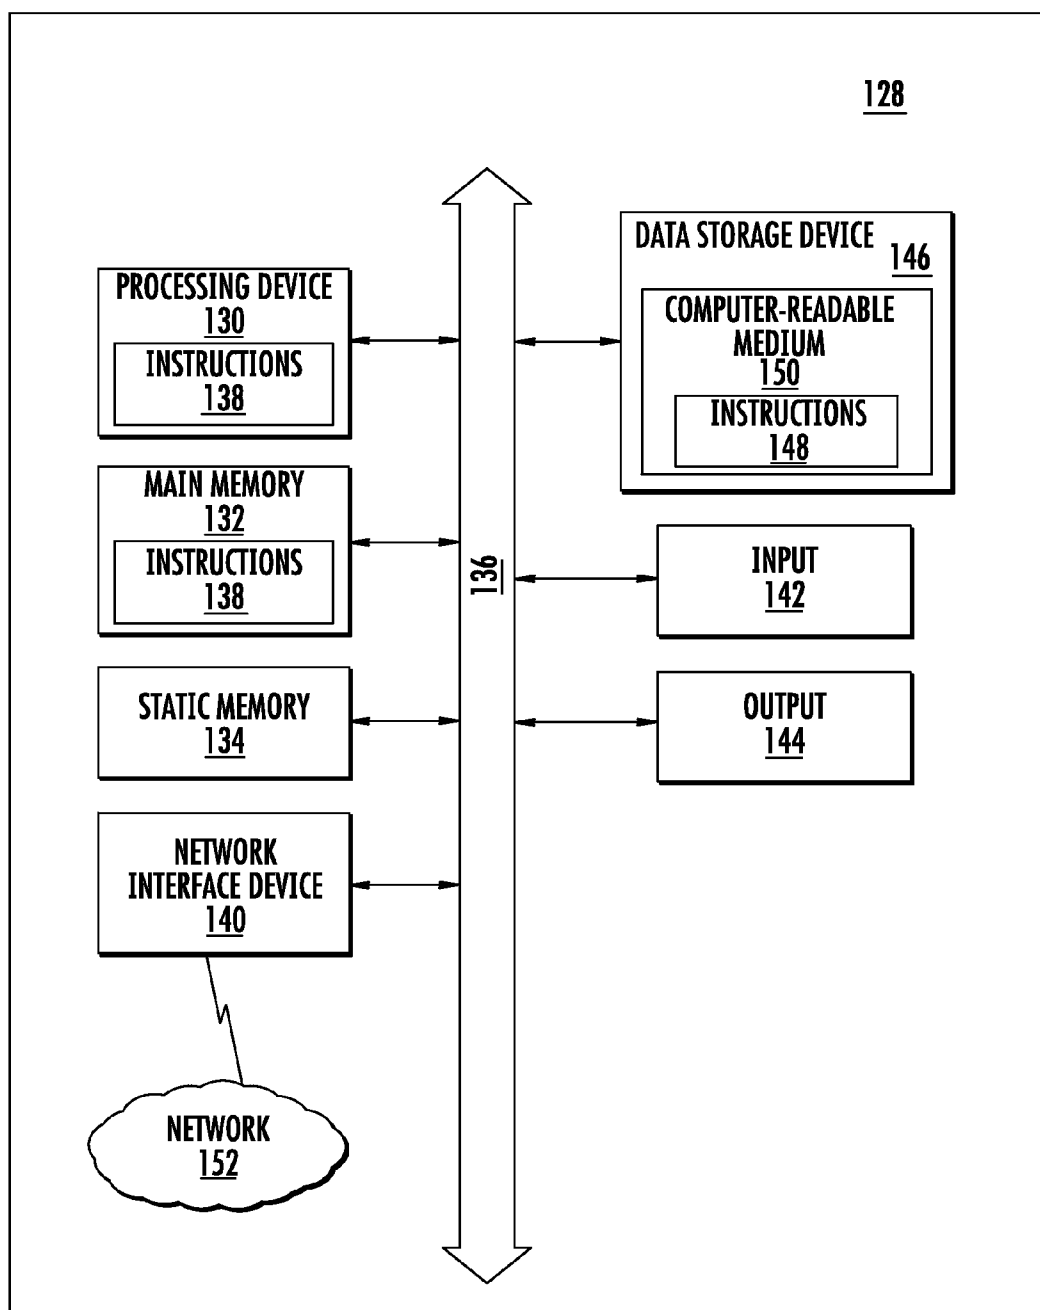 128
PROCESSING DEVICE
130
INSTRUCTIONS
138
MAIN MEMORY
132
INSTRUCTIONS
138
STATIC MEMORY
134
NETWORK
INTERFACE DEVICE
140
NETWORK
152
136
DATA STORAGE DEVICE
146
COMPUTER-READABLE
MEDIUM
150
INSTRUCTIONS
148
INPUT
142
OUTPUT
144